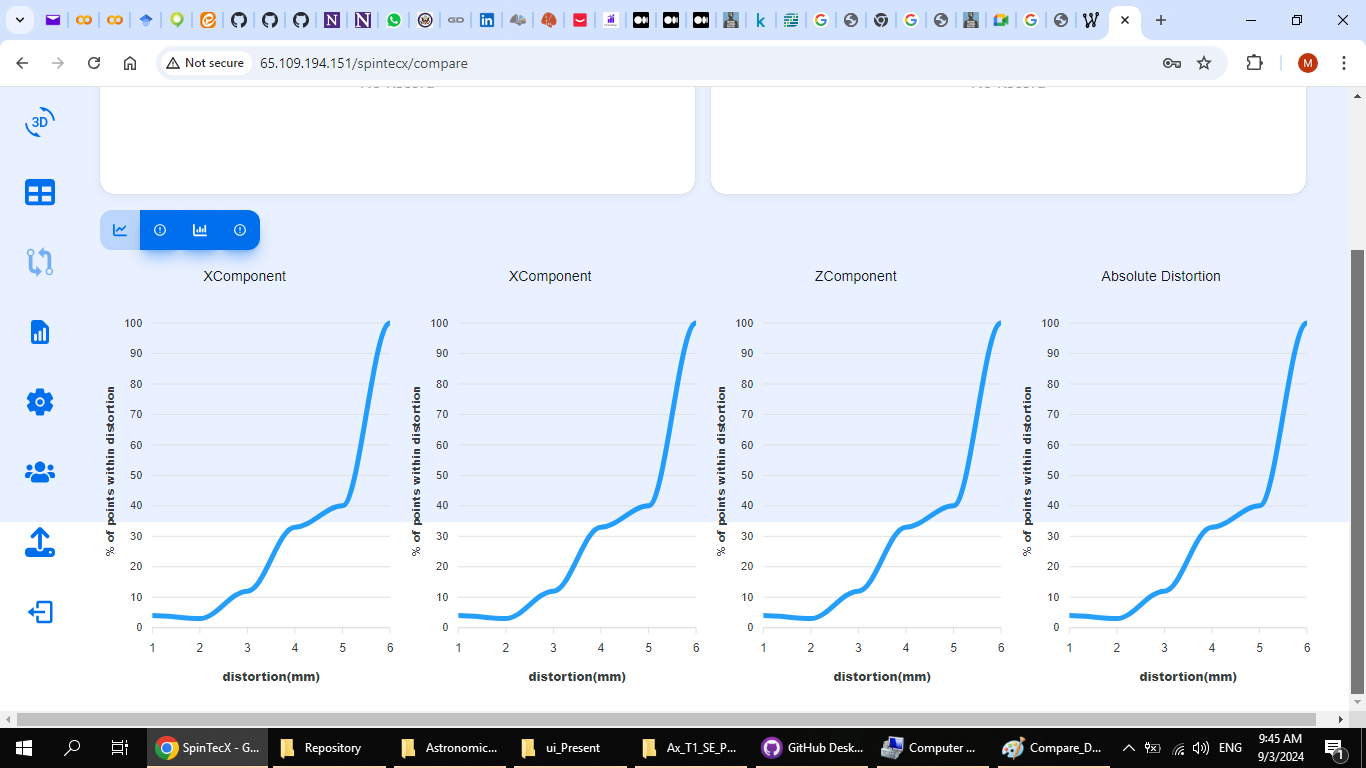 Not secure
65.109.194.151/spintecx/compare
M
3D
XComponent
XComponent
ZComponent
Absolute Distortion
% of points within distortion
100
90
80
70
60
50
40
30
20
10
0
1 2 3 4 5 6
distortion(mm)
% of points within distortion
100
90
80
70
60
50
40
30
20
10
0
1 2 3 4 5 6
distortion(mm)
% of points within distortion
100
90
80
70
60
50
40
30
20
10
0
1 2 3 4 5 6
distortion(mm)
% of points within distortion
100
90
80
70
60
50
40
30
20
10
0
1 2 3 4 5 6
distortion(mm)
SpinTecX - G...
Repository
Astronomic...
ui_Present
Ax_T1_SE_P...
GitHub Desk...
Computer ...
Compare_D...
ENG
9:45 AM
9/3/2024
1